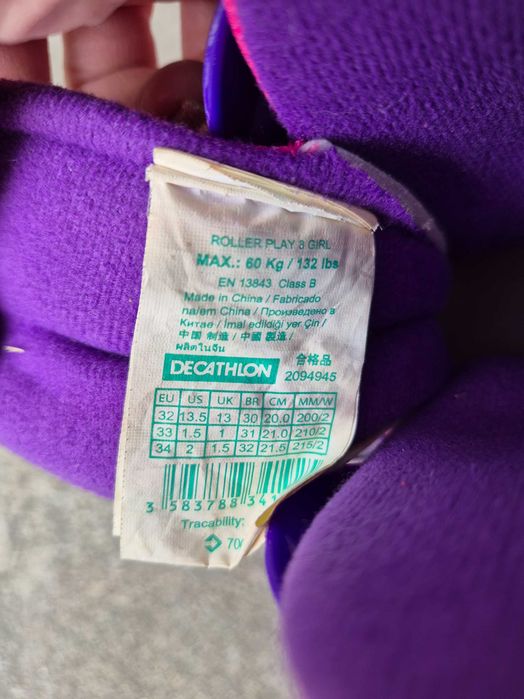 ROLLER PLAY 3 GIRL
MAX.: 60 Kg / 132 lbs
EN 13843 Class B
Made in China / Fabricado
na/em China / Произведено в
Китае / İmal edildiği yer Çin /
中国 制造 / 中國 製造 /
ผลิตในจีน
合格品
DECATHLON 2094945
EU US UK BR CM MM/W
32 13.5 13 30 20.0 200/2
33 1.5 1 31 21.0 210/2
34 2 1.5 32 21.5 215/2
3 583788 341
Tracability: